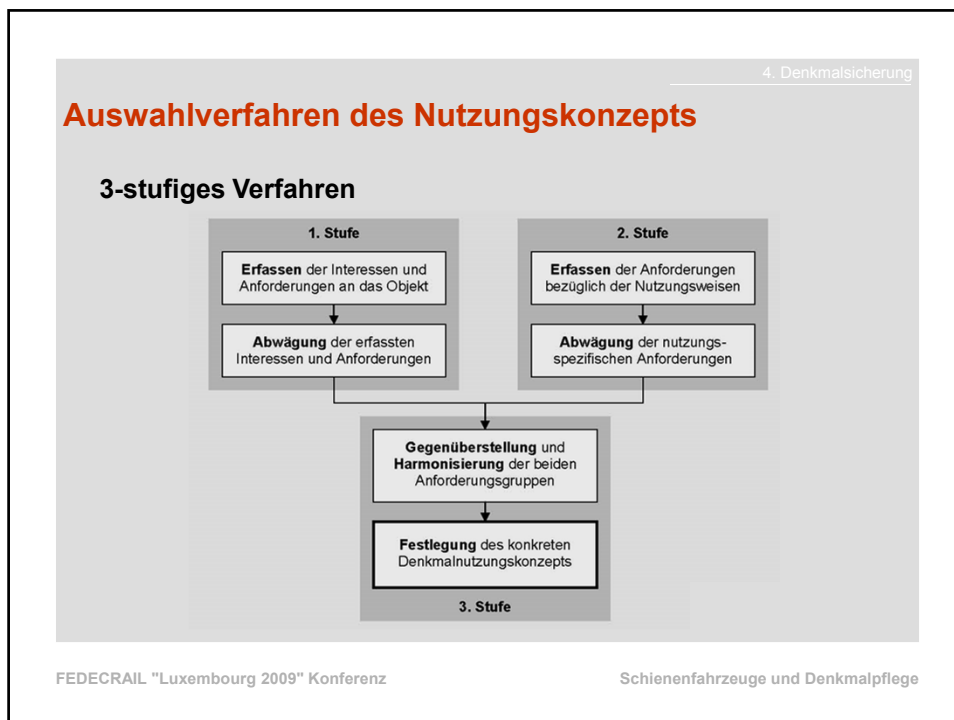 4. Denkmalsicherung
Auswahlverfahren des Nutzungskonzepts
3-stufiges Verfahren
1. Stufe
Erfassen der Interessen und
Anforderungen an das Objekt
Abwägung der erfassten
Interessen und Anforderungen
2. Stufe
Erfassen der Anforderungen
bezüglich der Nutzungsweisen
Abwägung der nutzungs-
spezifischen Anforderungen
Gegenüberstellung und
Harmonisierung der beiden
Anforderungsgruppen
Festlegung des konkreten
Denkmalnutzungskonzepts
3. Stufe
FEDECRAIL "Luxembourg 2009" Konferenz
Schienenfahrzeuge und Denkmalpflege